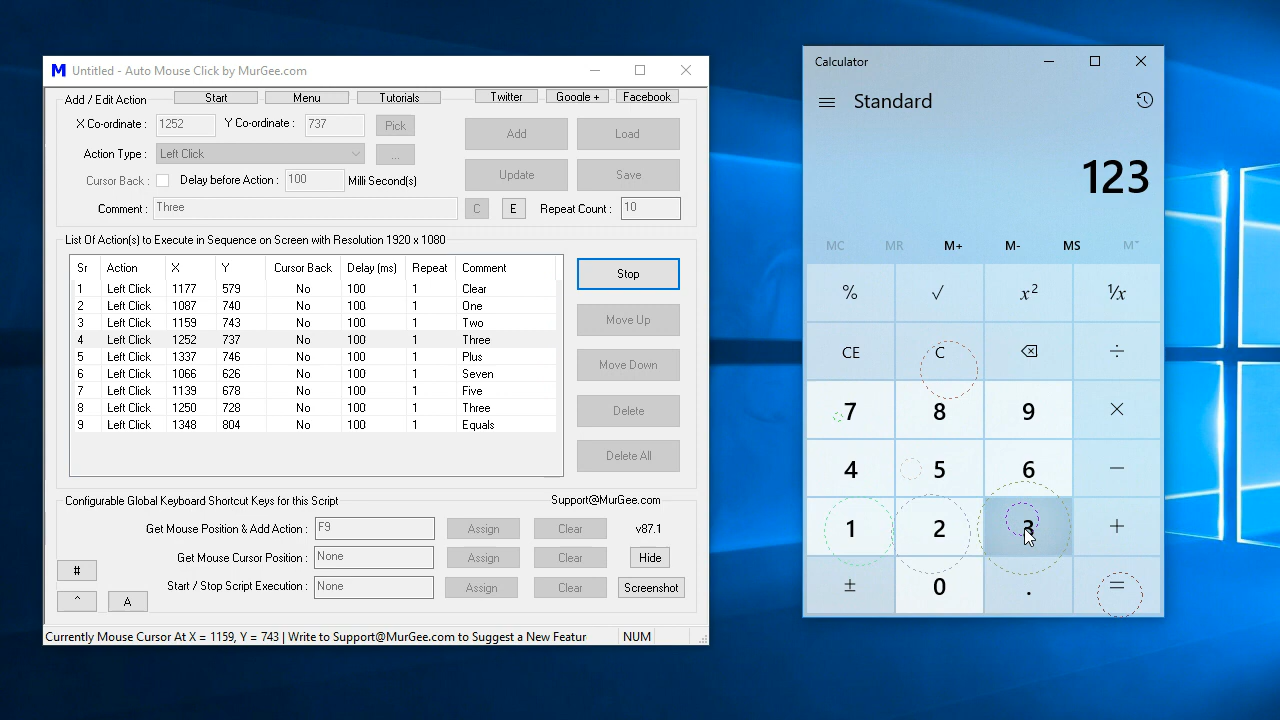 M Untitled - Auto Mouse Click by MurGee.com
Add / Edit Action Start Menu Tutorials Twitter Google + Facebook
X Co-ordinate : 1252 Y Co-ordinate : 737 Pick Add Load
Action Type : Left Click ... Update Save
Cursor Back : Delay before Action : 100 Milli Second(s)
Comment : Three C E Repeat Count : 10
List Of Action(s) to Execute in Sequence on Screen with Resolution 1920 x 1080
Sr Action X Y Cursor Back Delay (ms) Repeat Comment
1 Left Click 1177 579 No 100 1 Clear
2 Left Click 1087 740 No 100 1 One
3 Left Click 1159 743 No 100 1 Two
4 Left Click 1252 737 No 100 1 Three
5 Left Click 1337 746 No 100 1 Plus
6 Left Click 1066 626 No 100 1 Seven
7 Left Click 1139 678 No 100 1 Five
8 Left Click 1250 728 No 100 1 Three
9 Left Click 1348 804 No 100 1 Equals
Stop
Move Up
Move Down
Delete
Delete All
Configurable Global Keyboard Shortcut Keys for this Script Support@MurGee.com
Get Mouse Position & Add Action : F9 Assign Clear v87.1
Get Mouse Cursor Position : None Assign Clear Hide
Start / Stop Script Execution : None Assign Clear Screenshot
#
^ A
Currently Mouse Cursor At X = 1159, Y = 743 | Write to Support@MurGee.com to Suggest a New Featur NUM
Calculator
Standard
123
MC MR M+ M- MS M˅
% √ x² ¹/x
CE C ÷
7 8 9 ×
4 5 6 −
1 2 3 +
± 0 . =